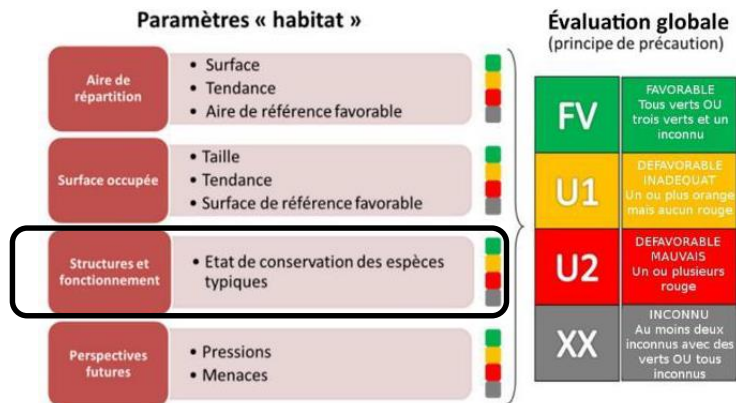 Paramètres « habitat »
Aire de
répartition
• Surface
• Tendance
• Aire de référence favorable
Surface occupée
• Taille
• Tendance
• Surface de référence favorable
Structures et
fonctionnement
• Etat de conservation des espèces
typiques
Perspectives
futures
• Pressions
• Menaces
Évaluation globale
(principe de précaution)
FV
FAVORABLE
Tous verts OU
trois verts et un
inconnu
U1
DEFAVORABLE
INADEQUAT
Un ou plus orange
mais aucun rouge
U2
DEFAVORABLE
MAUVAIS
Un ou plusieurs
rouge
XX
INCONNU
Au moins deux
inconnus avec des
verts OU tous
inconnus